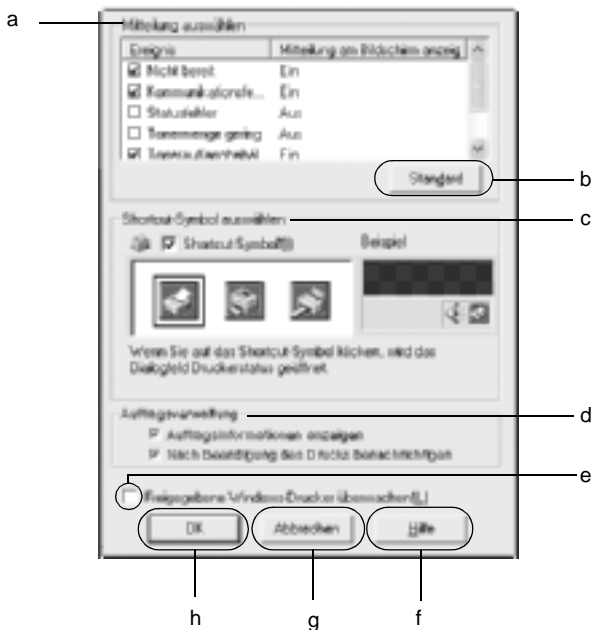 a
Mitteilung auswählen
Ereignis Mitteilung am Bildschirm anzeig
Nicht bereit Ein
Kommunikationsfe... Ein
Statusfehler Aus
Tonermenge gering Aus
Ein
Standard
b
Shortcut-Symbol auswählen
c
Shortcut-Symbol(S)
Beispiel
Wenn Sie auf das Shortcut-Symbol klicken, wird das
Dialogfeld Druckerstatus geöffnet.
Auftragsverwaltung
d
Auftragsinformationen anzeigen
Nach Beendigung des Drucks benachrichtigen
e
Freigegebene Windows-Drucker überwachen(L)
OK Abbrechen Hilfe
h g f